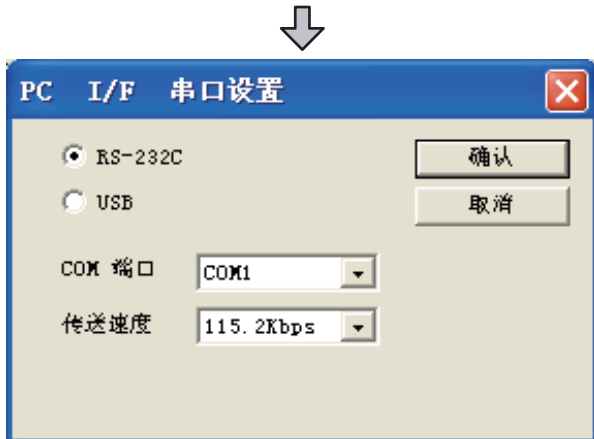 PC I/F 串口设置
RS-232C
确认
USB
取消
COM 端口 COM1
传送速度 115.2Kbps